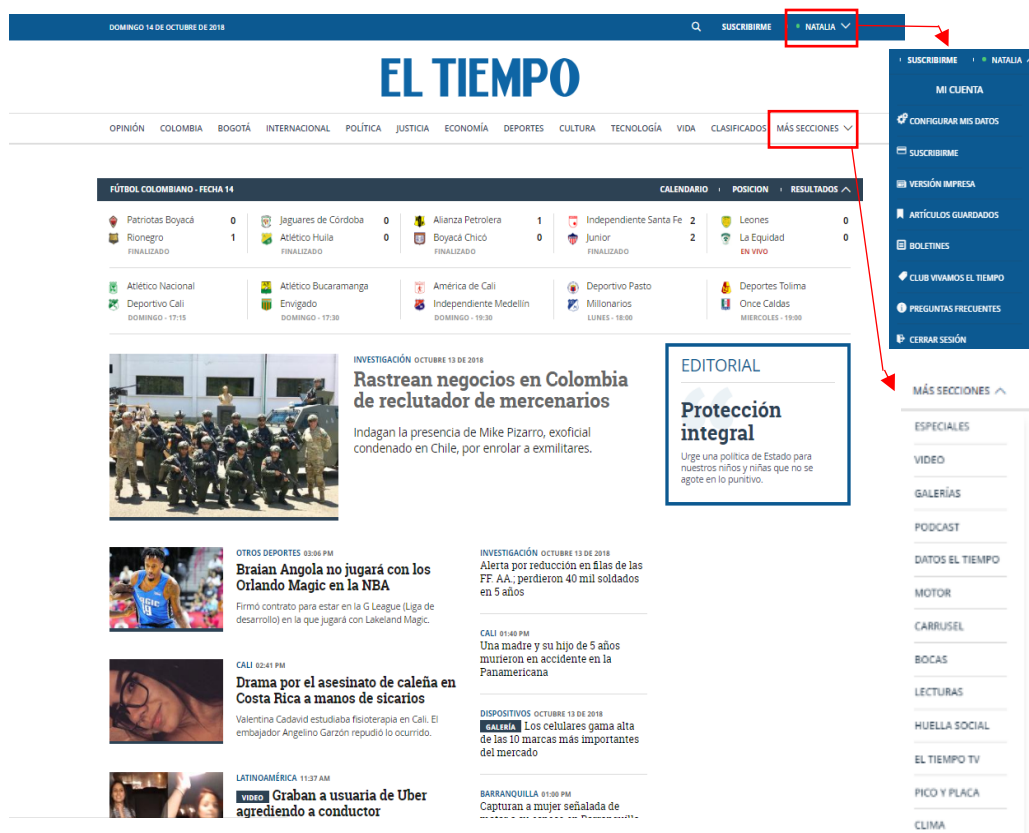 DOMINGO 14 DE OCTUBRE DE 2018
SUSCRIBIRME
NATALIA
EL TIEMPO
OPINIÓN COLOMBIA BOGOTÁ INTERNACIONAL POLÍTICA JUSTICIA ECONOMÍA DEPORTES CULTURA TECNOLOGÍA VIDA CLASIFICADOS MÁS SECCIONES
FÚTBOL COLOMBIANO - FECHA 14
CALENDARIO POSICION RESULTADOS
Patriotas Boyacá 0
Rionegro 1
FINALIZADO
Jaguares de Córdoba 0
Atlético Huila 0
FINALIZADO
Alianza Petrolera 1
Boyacá Chicó 0
FINALIZADO
Independiente Santa Fe 2
Junior 2
FINALIZADO
Leones 0
La Equidad 0
EN VIVO
Atlético Nacional
Deportivo Cali
DOMINGO - 17:15
Atlético Bucaramanga
Envigado
DOMINGO - 17:30
América de Cali
Independiente Medellín
DOMINGO - 19:30
Deportivo Pasto
Millonarios
LUNES - 18:00
Deportes Tolima
Once Caldas
MIERCOLES - 19:00
INVESTIGACIÓN OCTUBRE 13 DE 2018
Rastrean negocios en Colombia
de reclutador de mercenarios
Indagan la presencia de Mike Pizarro, exoficial
condenado en Chile, por enrolar a exmilitares.
EDITORIAL
Protección
integral
Urge una política de Estado para
nuestros niños y niñas que no se
agote en lo punitivo.
OTROS DEPORTES 03:06 PM
Braian Angola no jugará con los
Orlando Magic en la NBA
Firmó contrato para estar en la G League (Liga de
desarrollo) en la que jugará con Lakeland Magic.
CALI 02:41 PM
Drama por el asesinato de caleña en
Costa Rica a manos de sicarios
Valentina Cadavid estudiaba fisioterapia en Cali. El
embajador Angelino Garzón repudió lo ocurrido.
LATINOAMÉRICA 11:37 AM
VIDEO Graban a usuaria de Uber
agrediendo a conductor
INVESTIGACIÓN OCTUBRE 13 DE 2018
Alerta por reducción en filas de las
FF. AA.; perdieron 40 mil soldados
en 5 años
CALI 01:40 PM
Una madre y su hijo de 5 años
murieron en accidente en la
Panamericana
DISPOSITIVOS OCTUBRE 13 DE 2018
GALERÍA Los celulares gama alta
de las 10 marcas más importantes
del mercado
BARRANQUILLA 01:00 PM
Capturan a mujer señalada de
SUSCRIBIRME NATALIA
MI CUENTA
CONFIGURAR MIS DATOS
SUSCRIBIRME
VERSIÓN IMPRESA
ARTÍCULOS GUARDADOS
BOLETINES
CLUB VIVAMOS EL TIEMPO
PREGUNTAS FRECUENTES
CERRAR SESIÓN
MÁS SECCIONES
ESPECIALES
VIDEO
GALERÍAS
PODCAST
DATOS EL TIEMPO
MOTOR
CARRUSEL
BOCAS
LECTURAS
HUELLA SOCIAL
EL TIEMPO TV
PICO Y PLACA
CLIMA